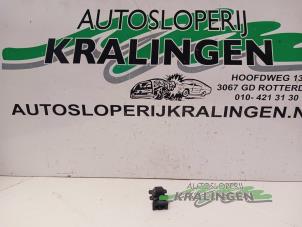 AUTOSLOPERIJ
KRALINGEN
HOOFDWEG 13
3067 GD ROTTERD
010- 421 31 30
AUTOSLOPERIJKRALINGEN.N
AUTOSLOPERIJ
KRALINGEN